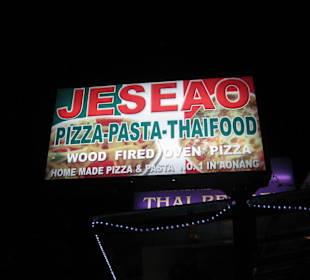 JESEAO
PIZZA-PASTA-THAIFOOD
WOOD FIRED OVEN PIZZA
HOME MADE PIZZA & PASTA NO.1 IN AONANG
THAI